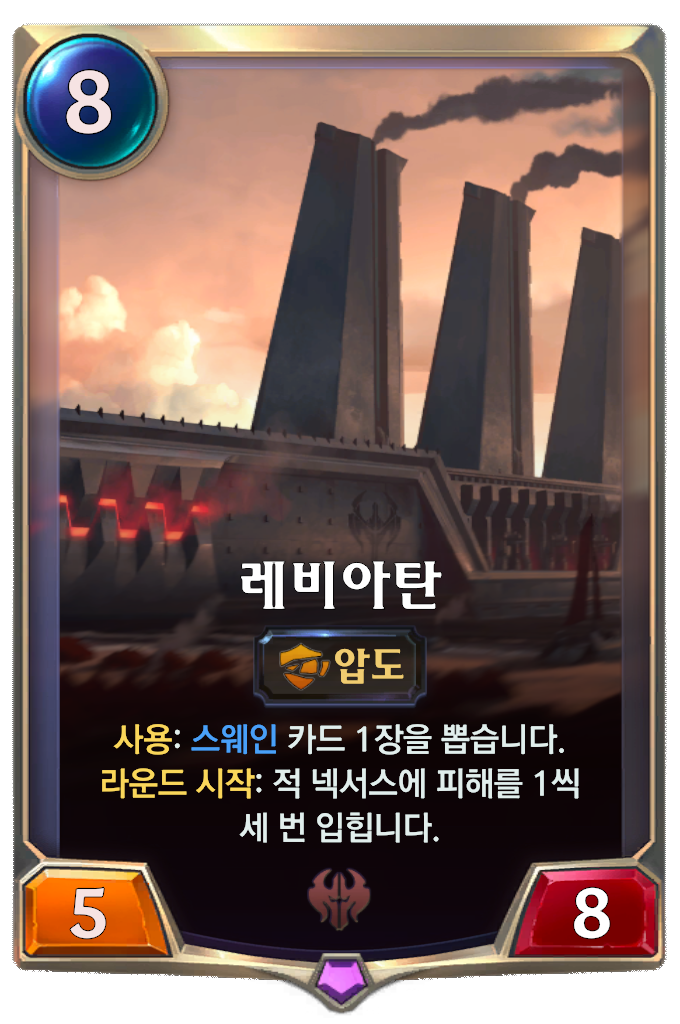 8
레비아탄
압도
사용: 스웨인 카드 1장을 뽑습니다.
라운드 시작: 적 넥서스에 피해를 1씩
세 번 입힙니다.
5
8